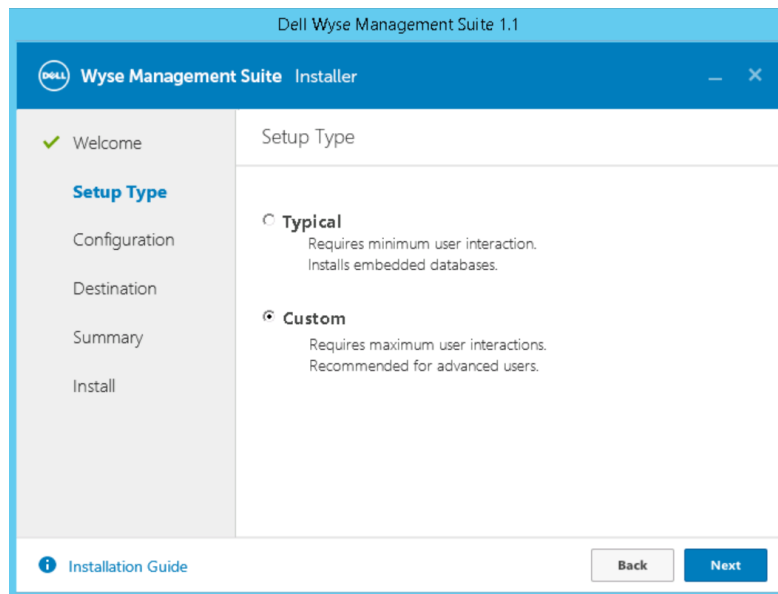 Dell Wyse Management Suite 1.1
DELL Wyse Management Suite Installer
Welcome
Setup Type
Configuration
Destination
Summary
Install
Setup Type
Typical
Requires minimum user interaction.
Installs embedded databases.
Custom
Requires maximum user interactions.
Recommended for advanced users.
i Installation Guide
Back
Next